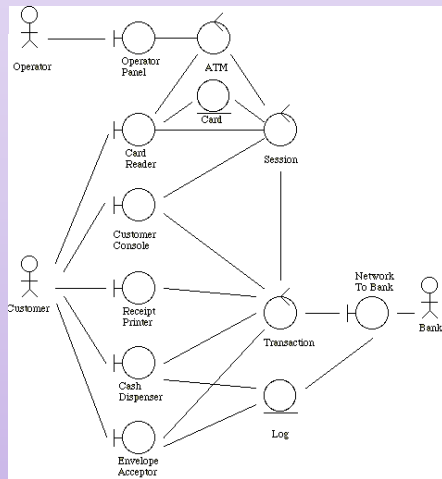 Operator
Operator
Panel
ATM
Card
Card
Reader
Session
Customer
Console
Network
To Bank
Customer
Receipt
Printer
Transaction
Bank
Cash
Dispenser
Log
Envelope
Acceptor